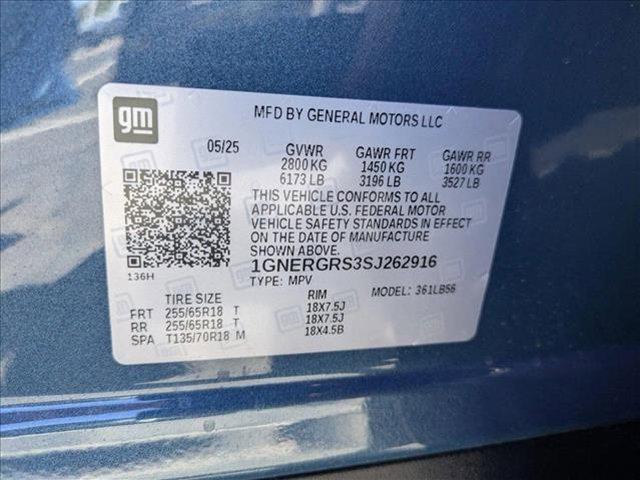 gm
MFD BY GENERAL MOTORS LLC
05/25 GVWR GAWR FRT GAWR RR
2800 KG 1450 KG 1600 KG
6173 LB 3196 LB 3527 LB
THIS VEHICLE CONFORMS TO ALL
APPLICABLE U.S. FEDERAL MOTOR
VEHICLE SAFETY STANDARDS IN EFFECT
ON THE DATE OF MANUFACTURE
SHOWN ABOVE.
1GNERGRS3SJ262916
136H
TYPE: MPV MODEL: 361LB56
TIRE SIZE RIM
FRT 255/65R18 T 18X7.5J
RR 255/65R18 T 18X7.5J
SPA T135/70R18 M 18X4.5B